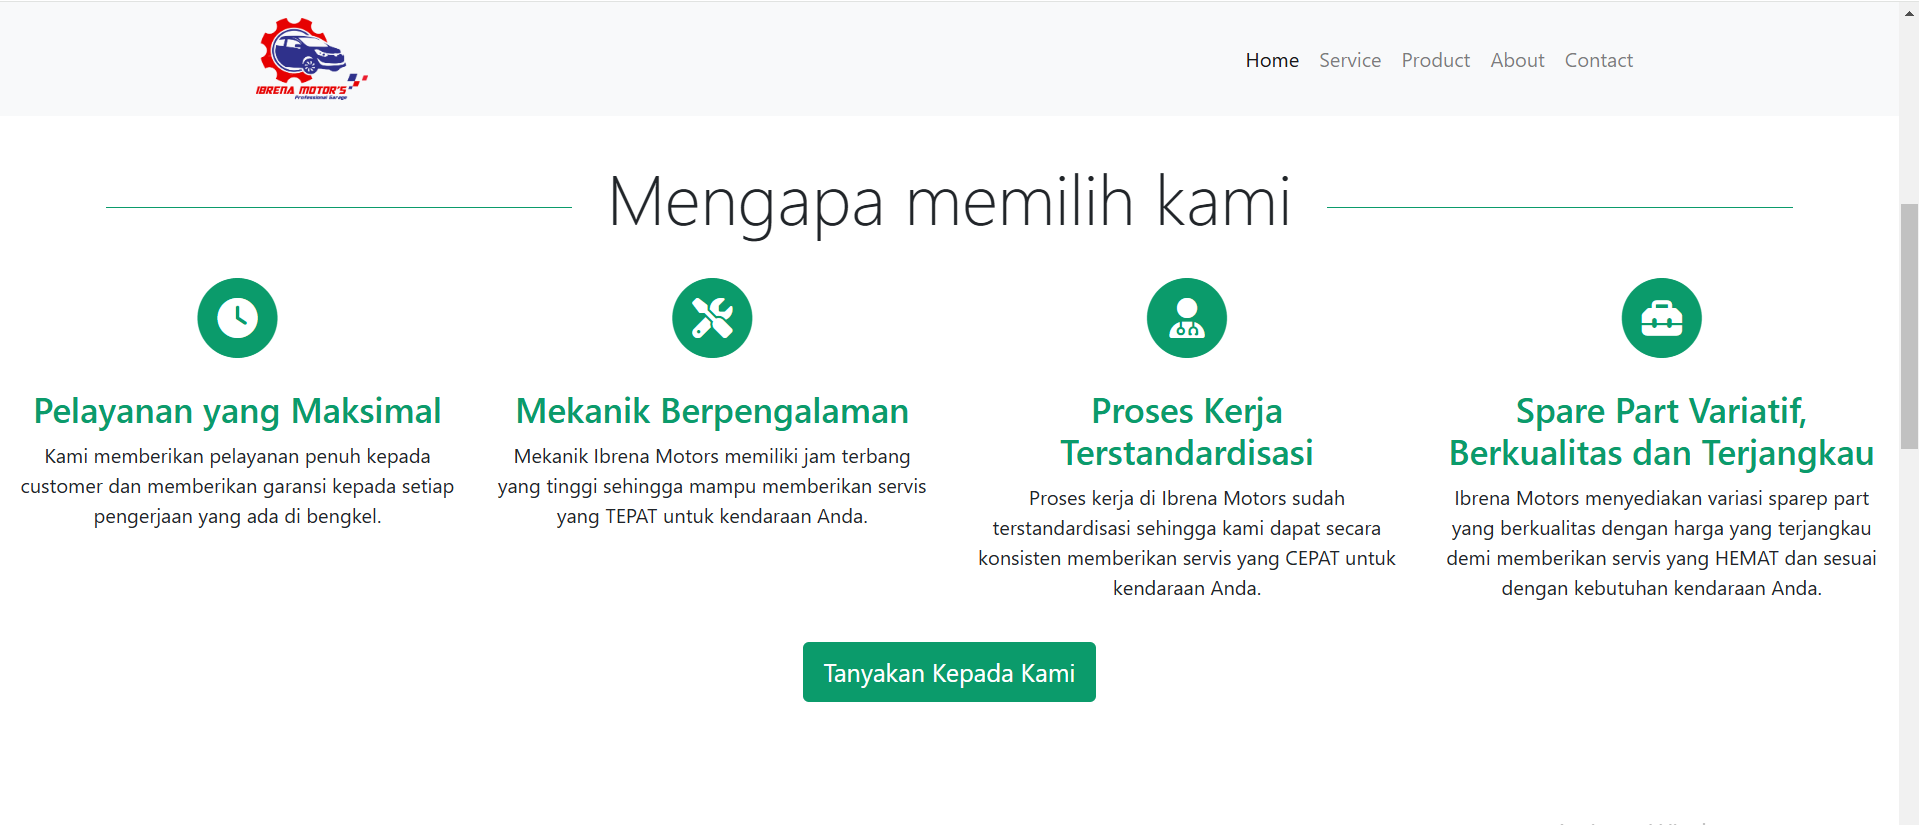 IBRENA MOTOR'S
Professional Garage
Home Service Product About Contact
Mengapa memilih kami
Pelayanan yang Maksimal
Kami memberikan pelayanan penuh kepada
customer dan memberikan garansi kepada setiap
pengerjaan yang ada di bengkel.
Mekanik Berpengalaman
Mekanik Ibrena Motors memiliki jam terbang
yang tinggi sehingga mampu memberikan servis
yang TEPAT untuk kendaraan Anda.
Proses Kerja
Terstandardisasi
Proses kerja di Ibrena Motors sudah
terstandardisasi sehingga kami dapat secara
konsisten memberikan servis yang CEPAT untuk
kendaraan Anda.
Spare Part Variatif,
Berkualitas dan Terjangkau
Ibrena Motors menyediakan variasi sparep part
yang berkualitas dengan harga yang terjangkau
demi memberikan servis yang HEMAT dan sesuai
dengan kebutuhan kendaraan Anda.
Tanyakan Kepada Kami